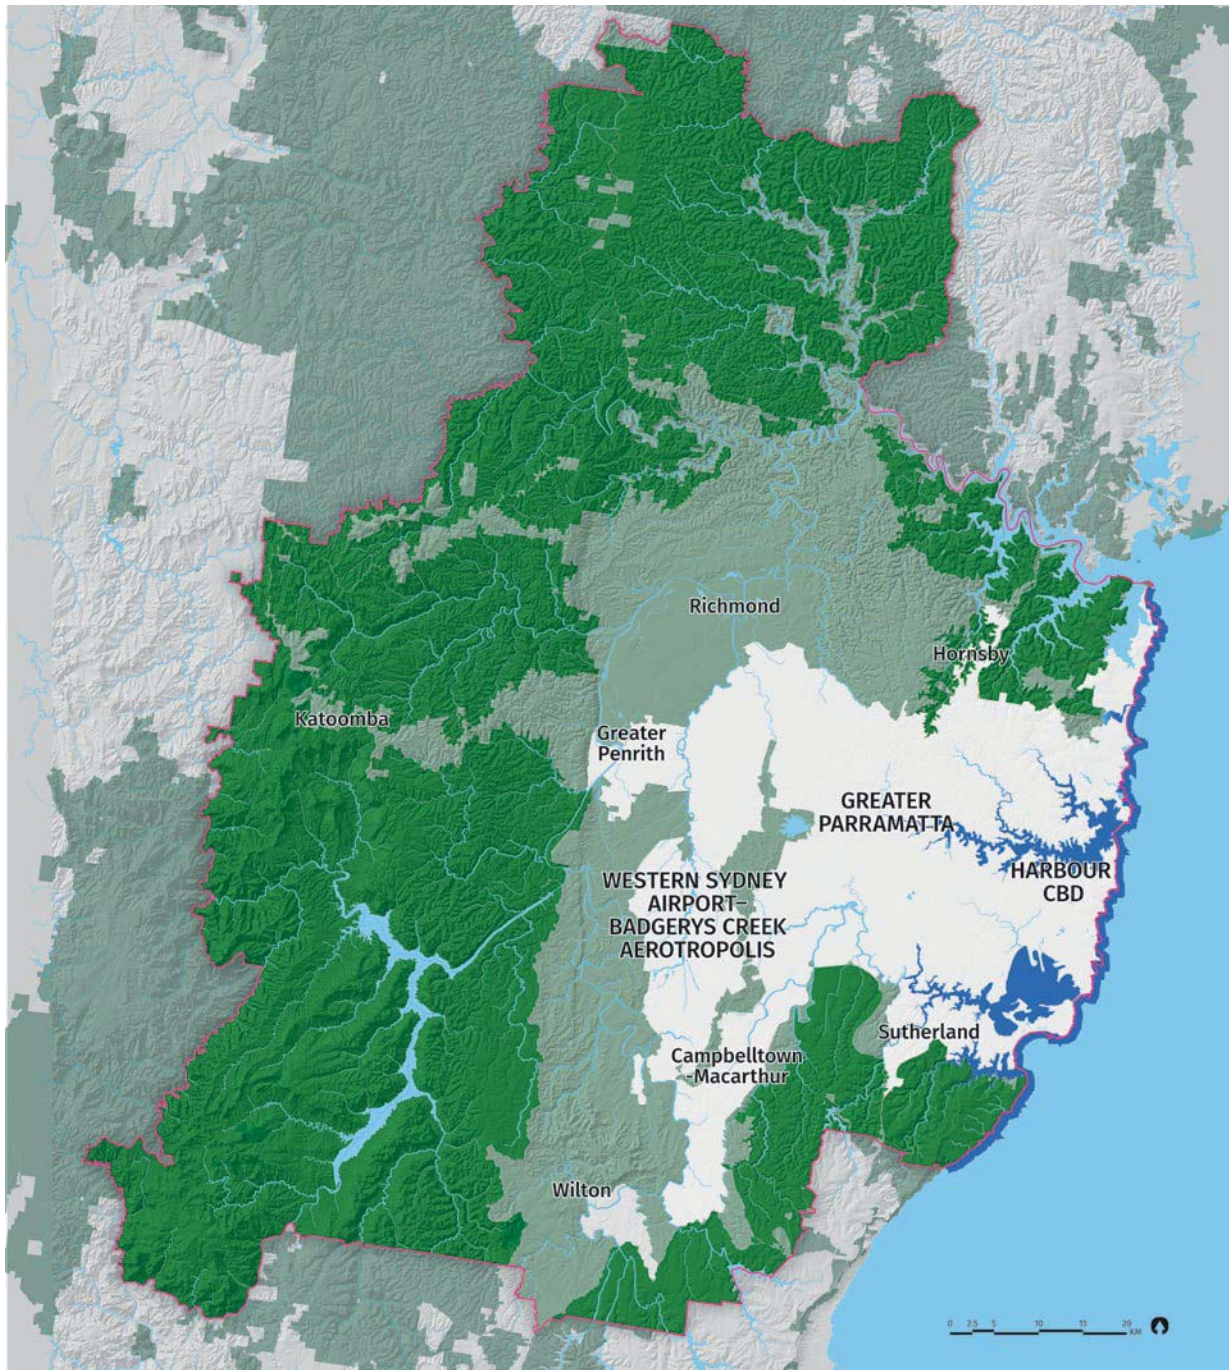 Richmond
Hornsby
Katoomba
Greater
Penrith
GREATER
PARRAMATTA
HARBOUR
CBD
WESTERN SYDNEY
AIRPORT–
BADGERYS CREEK
AEROTROPOLIS
Sutherland
Campbelltown
-Macarthur
Wilton
0 2.5 5 10 15 20
KM